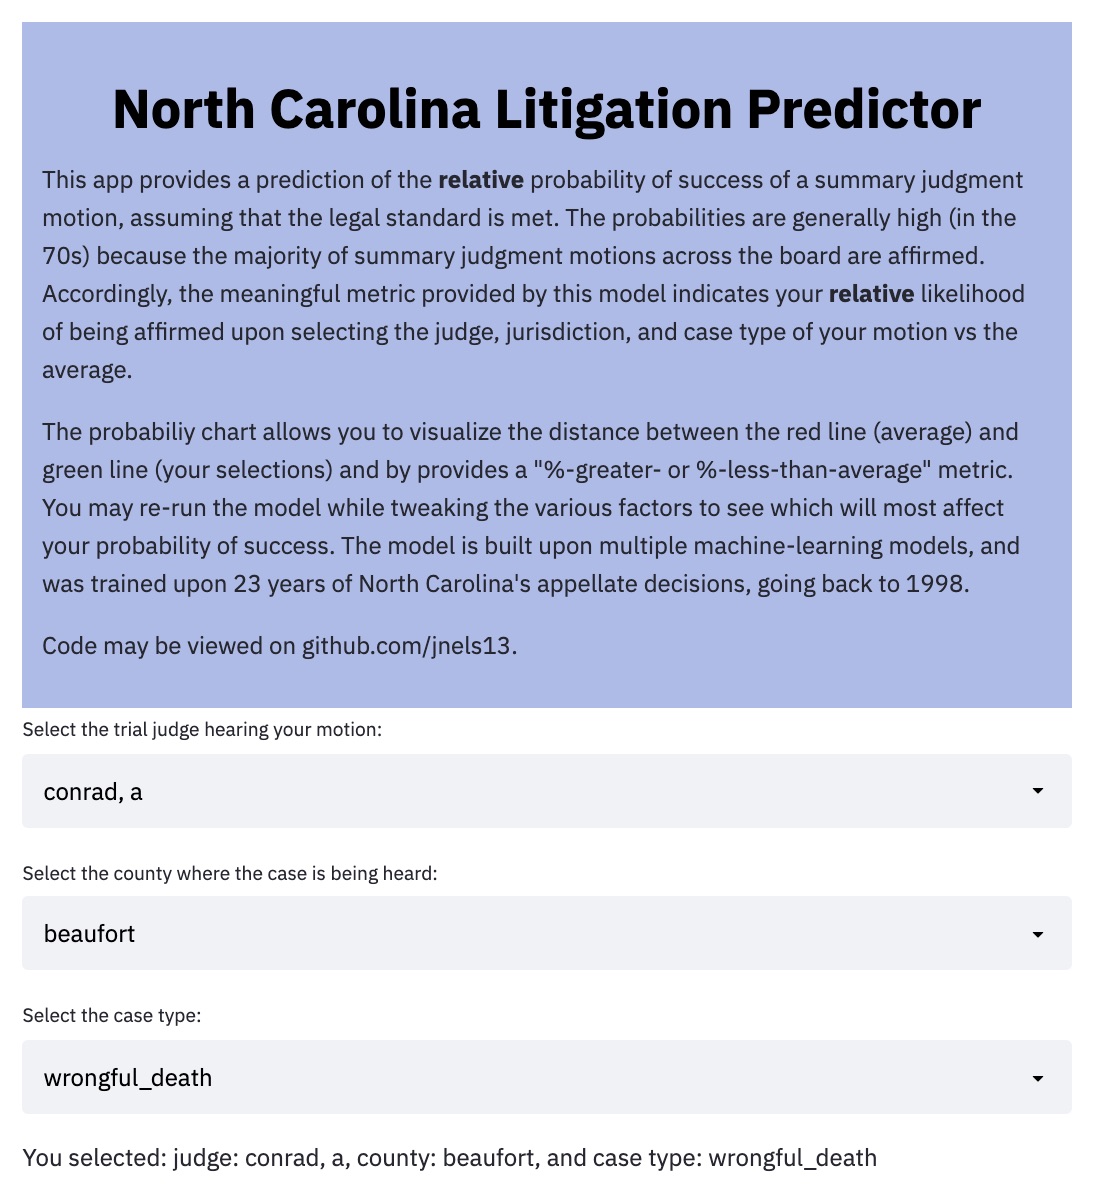 North Carolina Litigation Predictor
This app provides a prediction of the relative probability of success of a summary judgment
motion, assuming that the legal standard is met. The probabilities are generally high (in the
70s) because the majority of summary judgment motions across the board are affirmed.
Accordingly, the meaningful metric provided by this model indicates your relative likelihood
of being affirmed upon selecting the judge, jurisdiction, and case type of your motion vs the
average.
The probabiliy chart allows you to visualize the distance between the red line (average) and
green line (your selections) and by provides a "%-greater- or %-less-than-average" metric.
You may re-run the model while tweaking the various factors to see which will most affect
your probability of success. The model is built upon multiple machine-learning models, and
was trained upon 23 years of North Carolina's appellate decisions, going back to 1998.
Code may be viewed on github.com/jnels13.
Select the trial judge hearing your motion:
conrad, a
Select the county where the case is being heard:
beaufort
Select the case type:
wrongful_death
You selected: judge: conrad, a, county: beaufort, and case type: wrongful_death